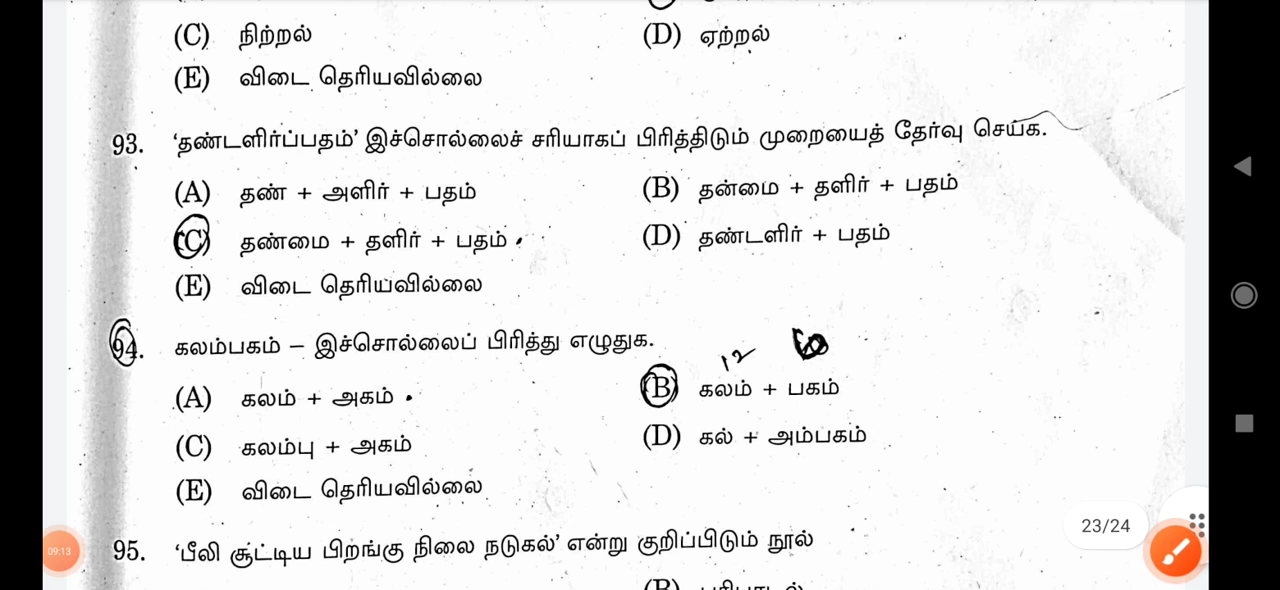 (C) நிற்றல் (D) ஏற்றல்
(E) விடை தெரியவில்லை
93. ‘தண்டளிர்ப்பதம்’ இச்சொல்லைச் சரியாகப் பிரித்திடும் முறையைத் தேர்வு செய்க.
(A) தண் + அளிர் + பதம் (B) தன்மை + தளிர் + பதம்
(C) தண்மை + தளிர் + பதம் (D) தண்டளிர் + பதம்
(E) விடை தெரியவில்லை
94. கலம்பகம் – இச்சொல்லைப் பிரித்து எழுதுக.
12
(A) கலம் + அகம் (B) கலம் + பகம்
(C) கலம்பு + அகம் (D) கல் + அம்பகம்
(E) விடை தெரியவில்லை
23/24
95. ‘பீலி சூட்டிய பிறங்கு நிலை நடுகல்’ என்று குறிப்பிடும் நூல்
09:13